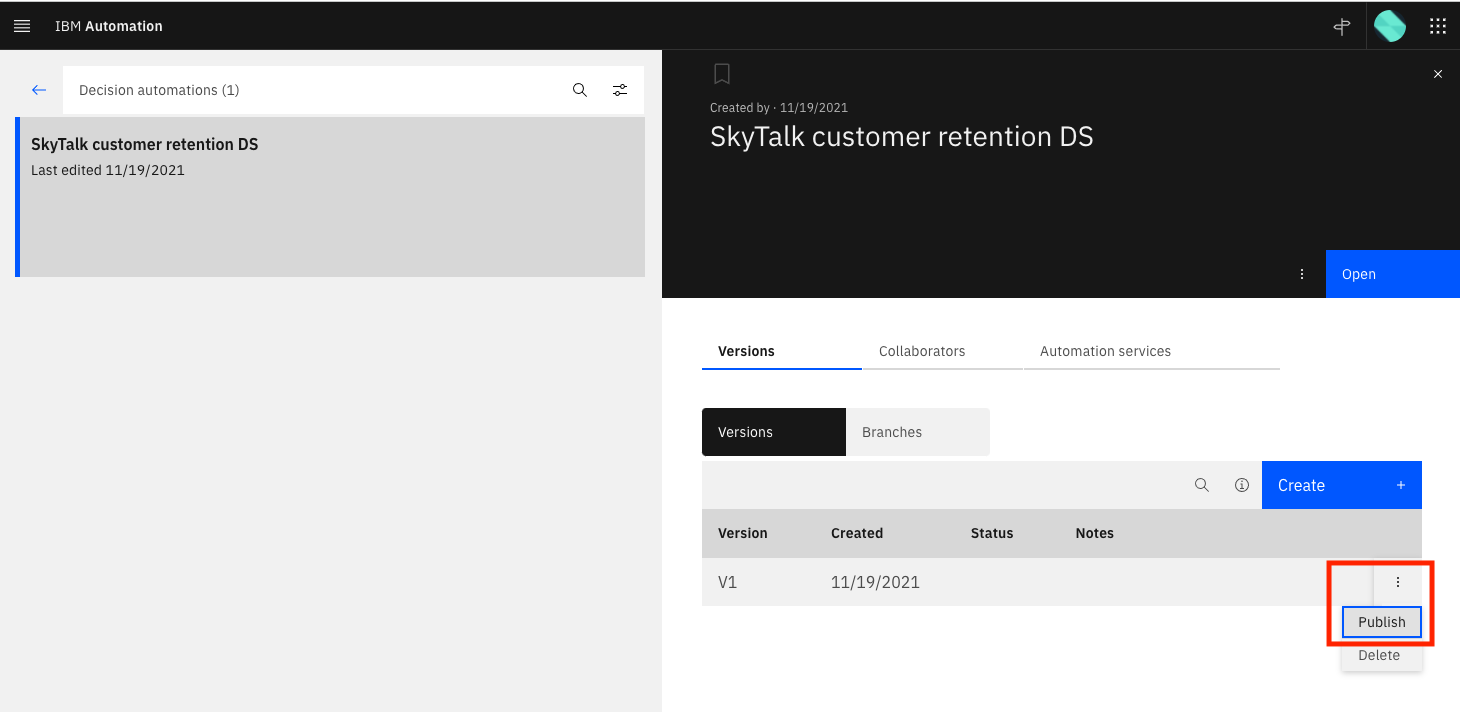 IBM Automation
Decision automations (1)
SkyTalk customer retention DS
Last edited 11/19/2021
Created by · 11/19/2021
SkyTalk customer retention DS
Open
Versions Collaborators Automation services
Versions Branches
Create +
Version Created Status Notes
V1 11/19/2021
Publish
Delete